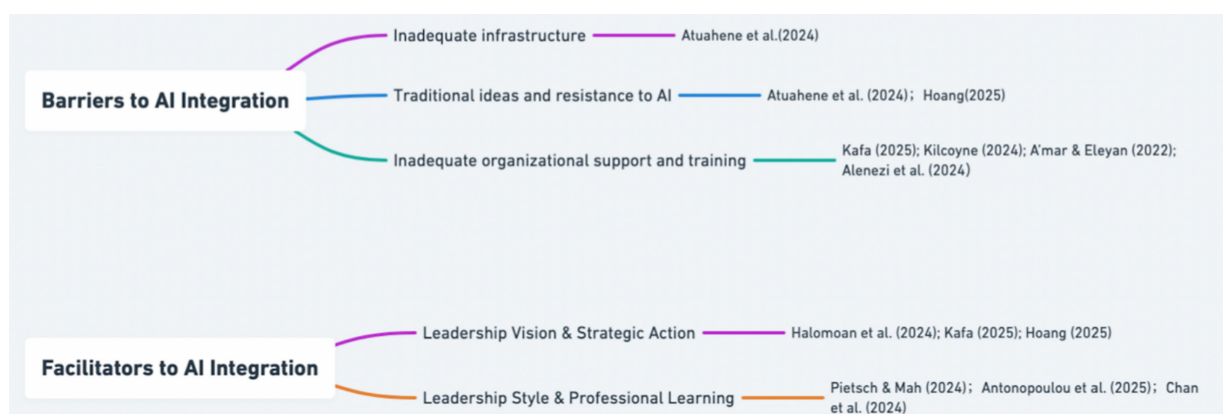 Barriers to AI Integration
Inadequate infrastructure
Atuahene et al.(2024)
Traditional ideas and resistance to AI
Atuahene et al. (2024)；Hoang(2025)
Inadequate organizational support and training
Kafa (2025); Kilcoyne (2024); A'mar & Eleyan (2022);
Alenezi et al. (2024)
Facilitators to AI Integration
Leadership Vision & Strategic Action
Halomoan et al. (2024); Kafa (2025); Hoang (2025)
Leadership Style & Professional Learning
Pietsch & Mah (2024)；Antonopoulou et al. (2025)；Chan
et al. (2024)